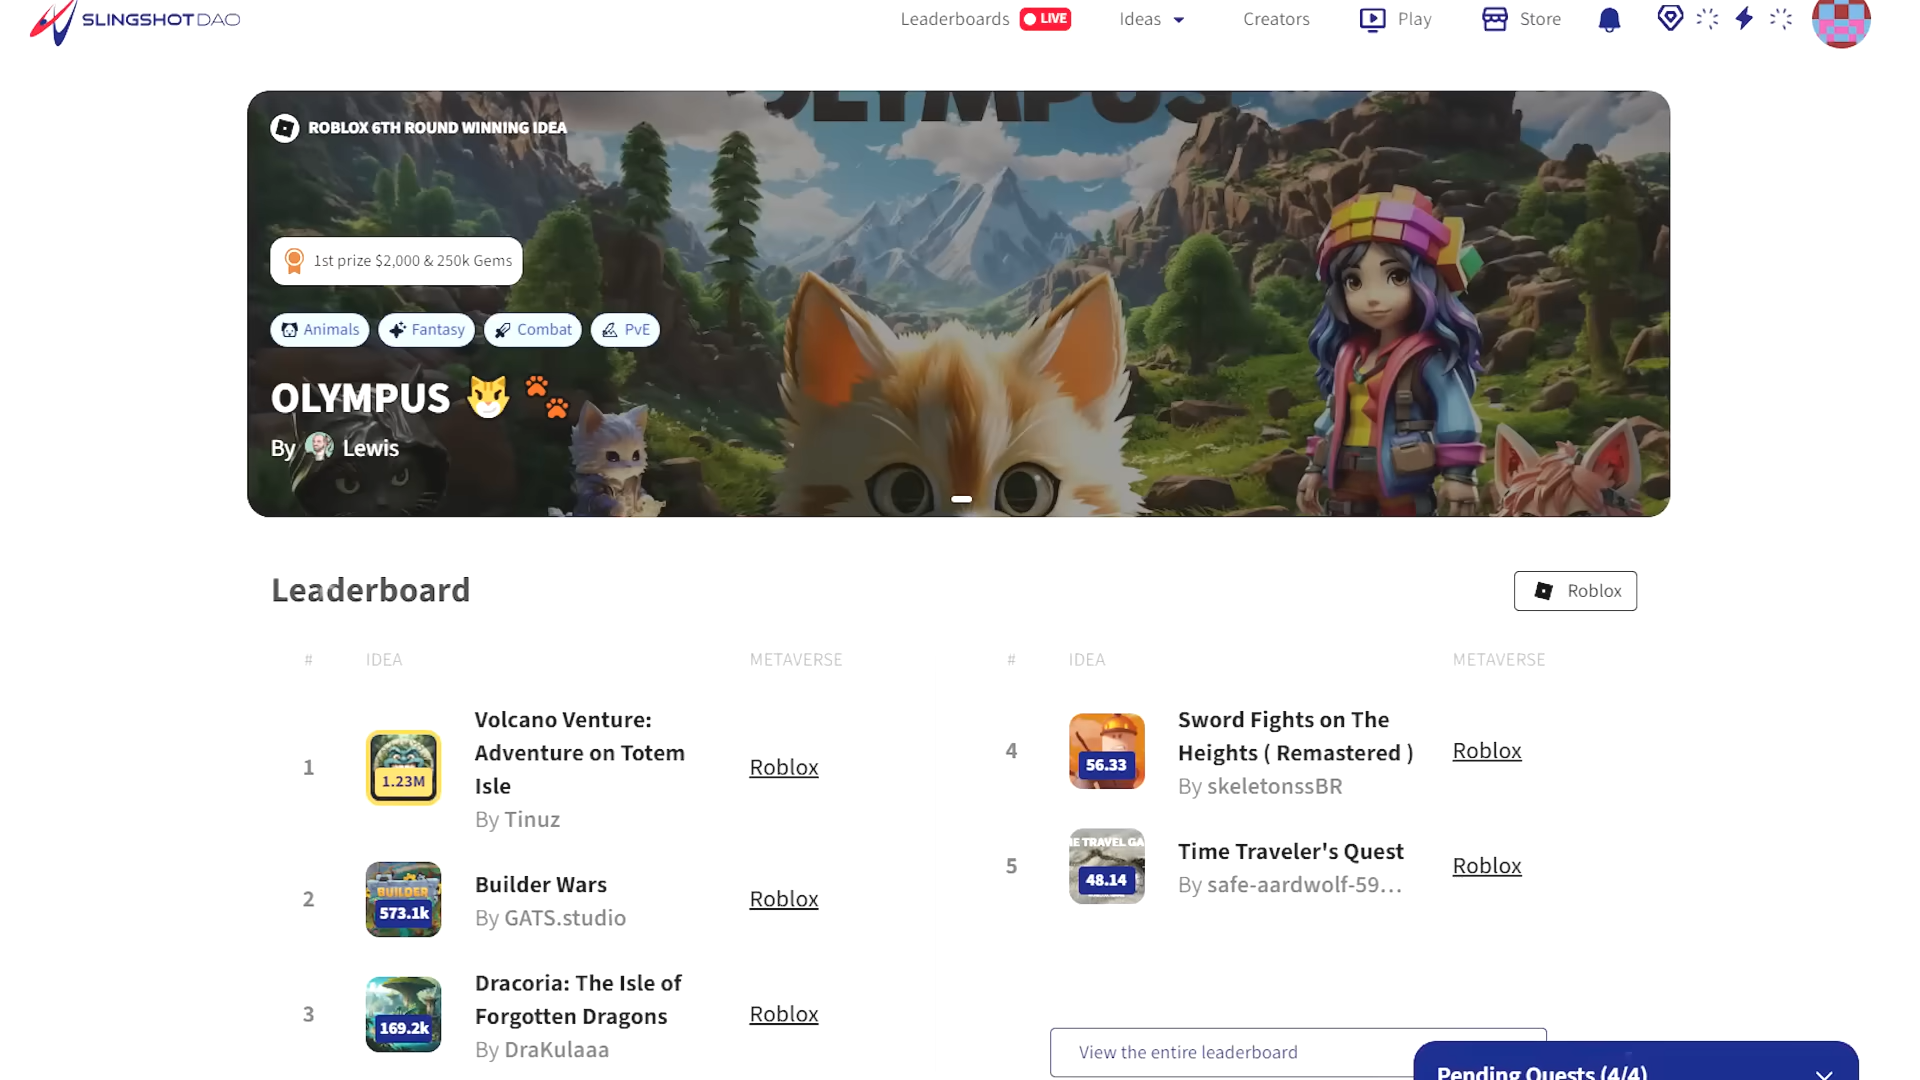 SLINGSHOTDAO
Leaderboards LIVE Ideas Creators Play Store
OLYMPUS
ROBLOX 6TH ROUND WINNING IDEA
1st prize $2,000 & 250k Gems
Animals Fantasy Combat PvE
OLYMPUS
By Lewis
Leaderboard
Roblox
# IDEA METAVERSE
1
1.23M
Volcano Venture:
Adventure on Totem
Isle
By Tinuz
Roblox
2
BUILDER
573.1k
Builder Wars
By GATS.studio
Roblox
3
169.2k
Dracoria: The Isle of
Forgotten Dragons
By DraKulaaa
Roblox
# IDEA METAVERSE
4
56.33
Sword Fights on The
Heights ( Remastered )
By skeletonssBR
Roblox
5
TRAVEL
48.14
Time Traveler's Quest
By safe-aardwolf-59...
Roblox
View the entire leaderboard
Pending Quests (4/4)